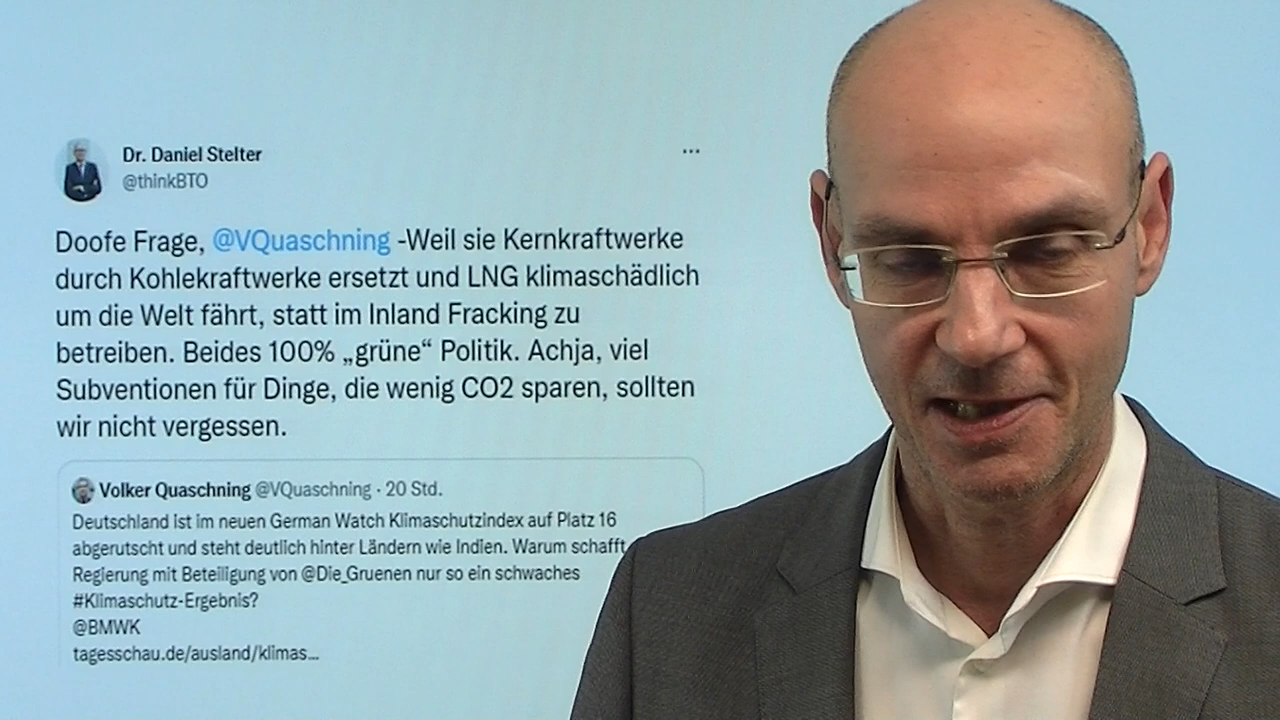 Dr. Daniel Stelter
@thinkBTO
Doofe Frage, @VQuaschning -Weil sie Kernkraftwerke
durch Kohlekraftwerke ersetzt und LNG klimaschädlich
um die Welt fährt, statt im Inland Fracking zu
betreiben. Beides 100% „grüne“ Politik. Achja, viel
Subventionen für Dinge, die wenig CO2 sparen, sollten
wir nicht vergessen.
Volker Quaschning @VQuaschning · 20 Std.
Deutschland ist im neuen German Watch Klimaschutzindex auf Platz 16
abgerutscht und steht deutlich hinter Ländern wie Indien. Warum schafft
Regierung mit Beteiligung von @Die_Gruenen nur so ein schwaches
#Klimaschutz-Ergebnis?
@BMWK
tagesschau.de/ausland/klimas...